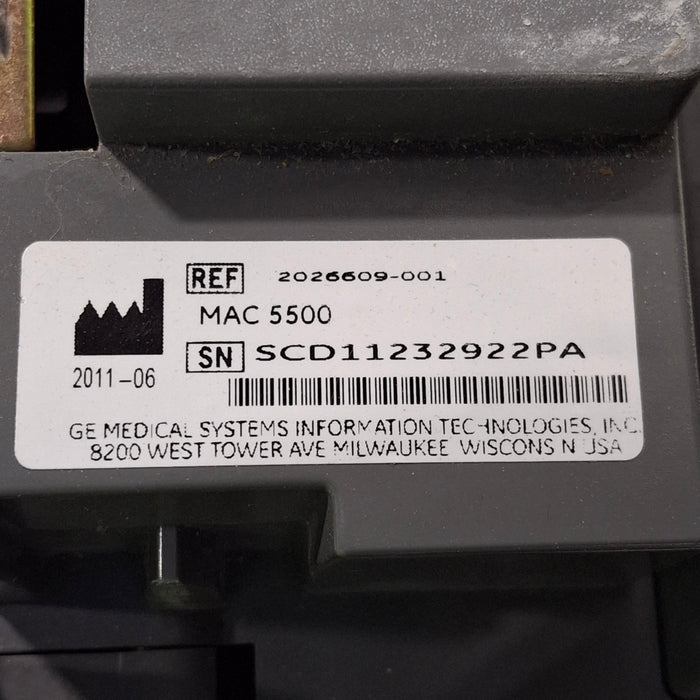 REF 2026609-001
MAC 5500
SN SCD11232922PA
2011-06
GE MEDICAL SYSTEMS INFORMATION TECHNOLOGIES, INC.
8200 WEST TOWER AVE MILWAUKEE WISCONSIN USA